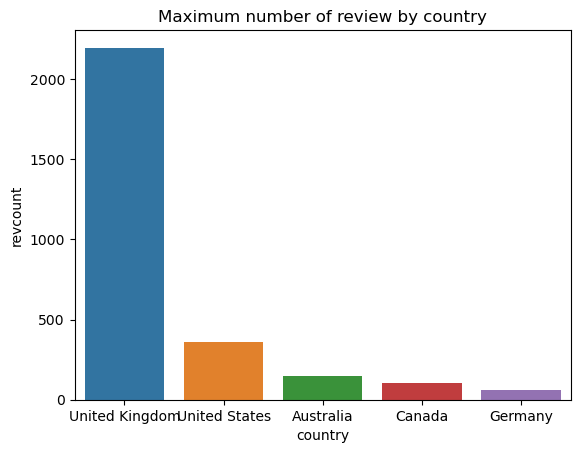 Maximum number of review by country
revcount
2000
1500
1000
500
0
United Kingdom United States Australia Canada Germany
country